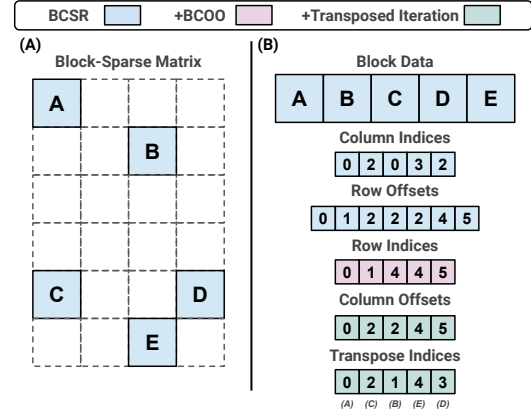 BCSR +BCOO +Transposed Iteration
(A)
Block-Sparse Matrix
A
B
C D
E
(B)
Block Data
A B C D E
Column Indices
0 2 0 3 2
Row Offsets
0 1 2 2 2 4 5
Row Indices
0 1 4 4 5
Column Offsets
0 2 2 4 5
Transpose Indices
0 2 1 4 3
(A) (C) (B) (E) (D)